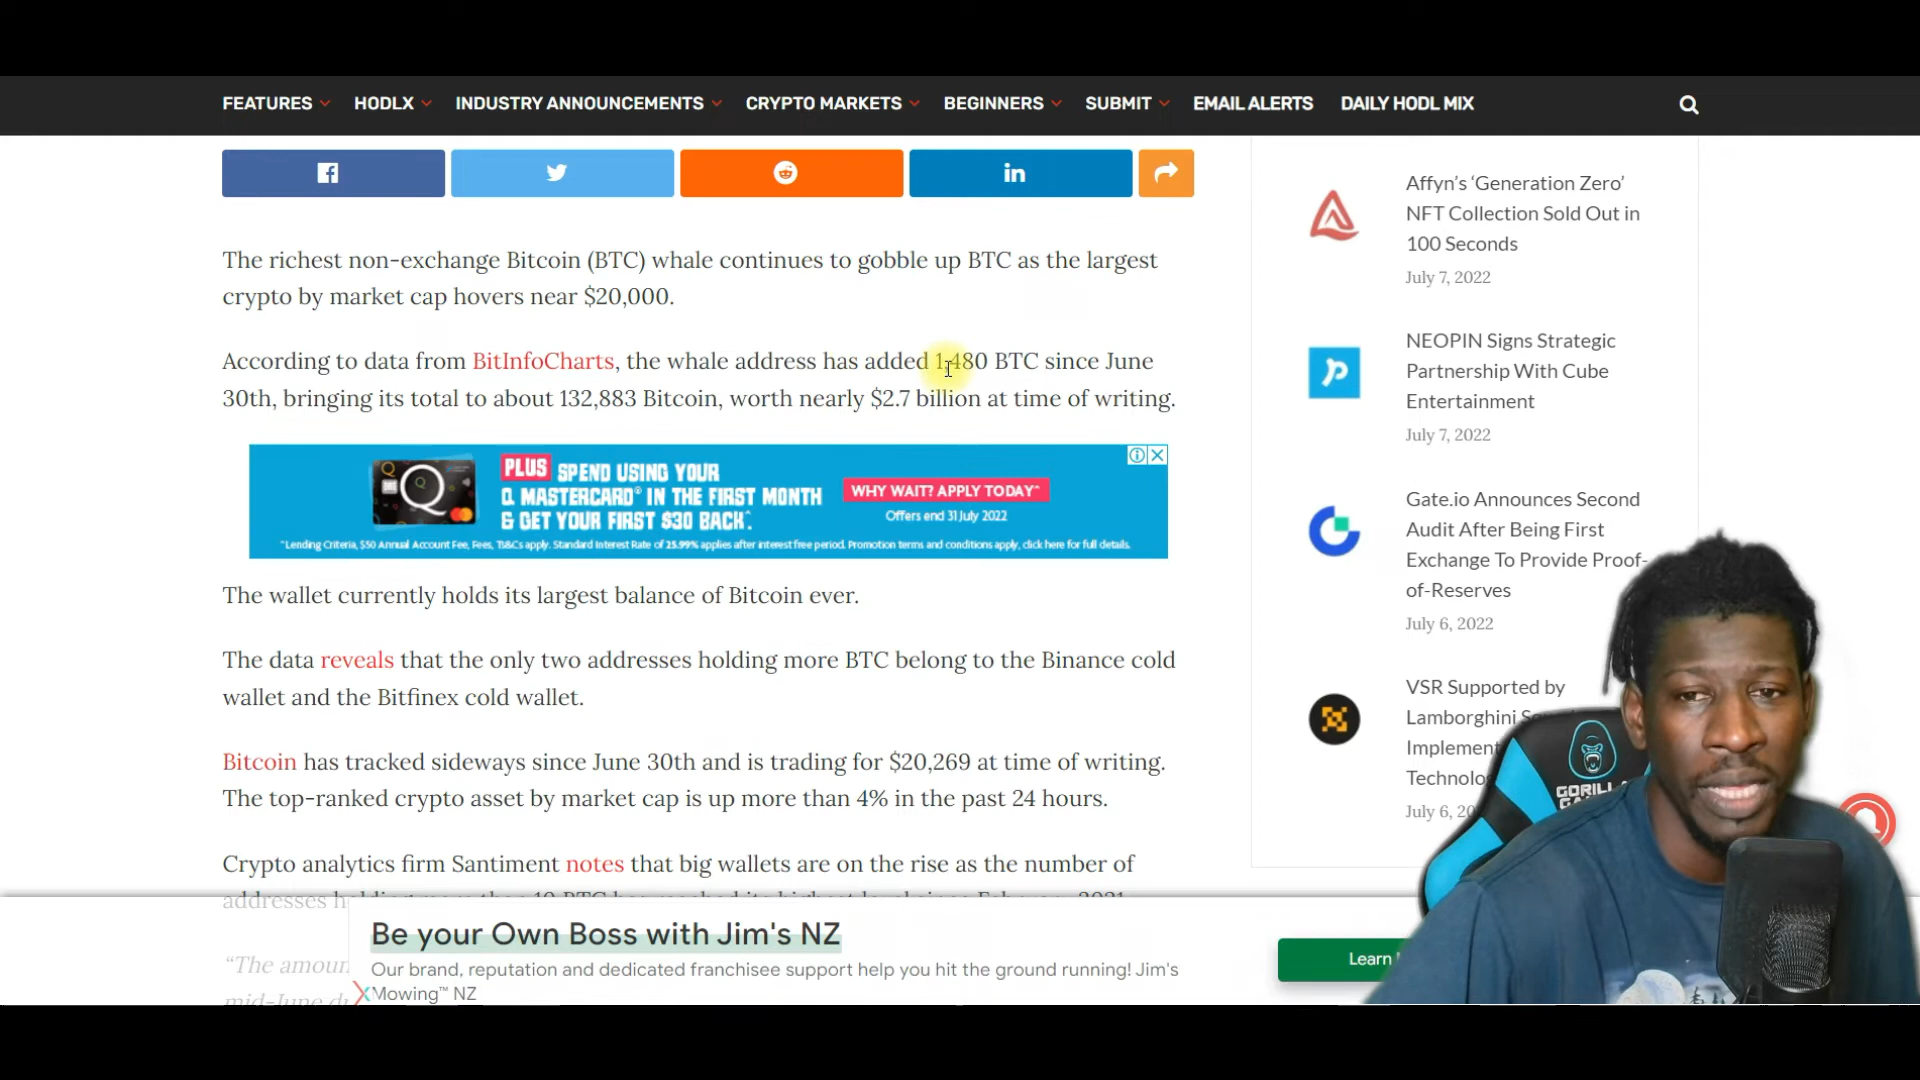 FEATURES HODLX INDUSTRY ANNOUNCEMENTS CRYPTO MARKETS BEGINNERS SUBMIT EMAIL ALERTS DAILY HODL MIX
The richest non-exchange Bitcoin (BTC) whale continues to gobble up BTC as the largest
crypto by market cap hovers near $20,000.
According to data from BitInfoCharts, the whale address has added 1,480 BTC since June
30th, bringing its total to about 132,883 Bitcoin, worth nearly $2.7 billion at time of writing.
Q
PLUS SPEND USING YOUR
Q MASTERCARD® IN THE FIRST MONTH
& GET YOUR FIRST $30 BACK^.
WHY WAIT? APPLY TODAY^
Offers end 31 July 2022
*Lending Criteria, $50 Annual Account Fee, Fees, Ts&Cs apply. Standard Interest Rate of 25.99% applies after interest free period. Promotion terms and conditions apply, click here for full details.
The wallet currently holds its largest balance of Bitcoin ever.
The data reveals that the only two addresses holding more BTC belong to the Binance cold
wallet and the Bitfinex cold wallet.
Bitcoin has tracked sideways since June 30th and is trading for $20,269 at time of writing.
The top-ranked crypto asset by market cap is up more than 4% in the past 24 hours.
Crypto analytics firm Santiment notes that big wallets are on the rise as the number of
addresses
"The
mid-June
Be your Own Boss with Jim's NZ
Our brand, reputation and dedicated franchisee support help you hit the ground running! Jim's
Mowing™ NZ
Learn
Affyn's 'Generation Zero'
NFT Collection Sold Out in
100 Seconds
July 7, 2022
NEOPIN Signs Strategic
Partnership With Cube
Entertainment
July 7, 2022
Gate.io Announces Second
Audit After Being First
Exchange To Provide Proof-
of-Reserves
July 6, 2022
VSR Supported by
Lamborghini
July 6,